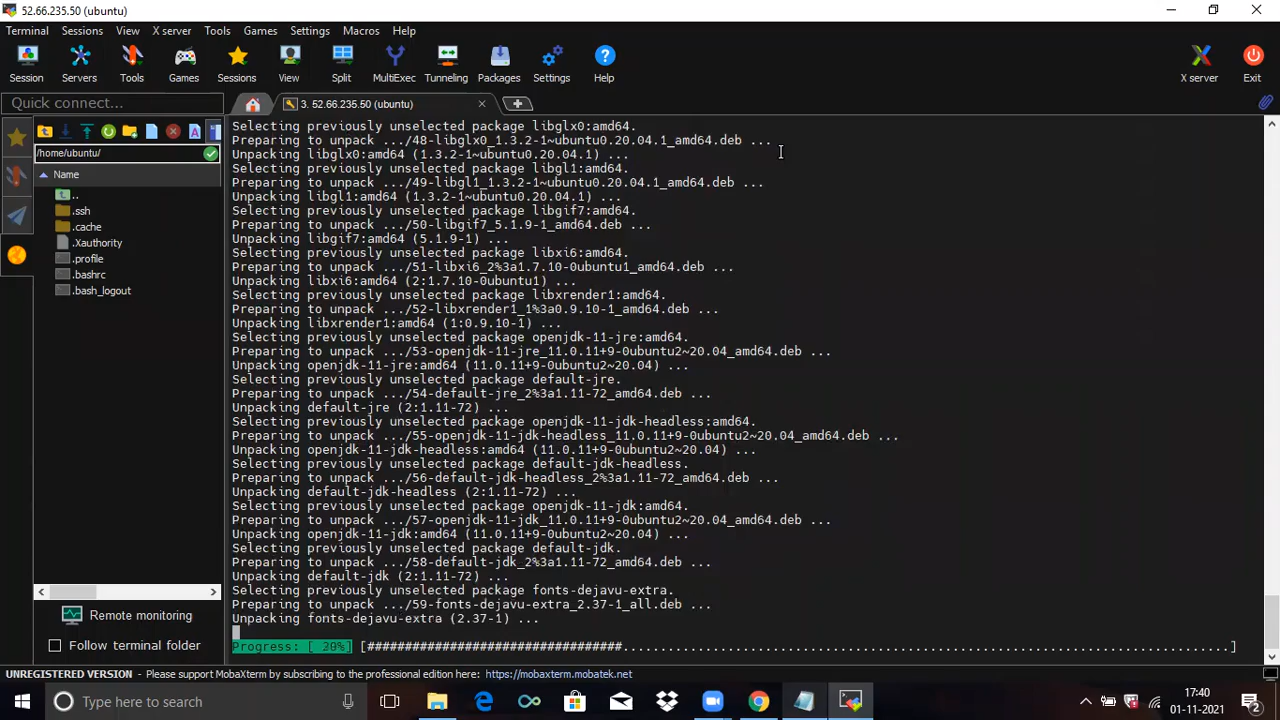 52.66.235.50 (ubuntu)
Terminal Sessions View X server Tools Games Settings Macros Help
Session Servers Tools Games Sessions View Split MultiExec Tunneling Packages Settings Help X server Exit
Quick connect...
3. 52.66.235.50 (ubuntu)
/home/ubuntu/
Name
..
.ssh
.cache
.Xauthority
.profile
.bashrc
.bash_logout
Remote monitoring
Follow terminal folder
Selecting previously unselected package libglx0:amd64.
Preparing to unpack .../48-libglx0_1.3.2-1~ubuntu0.20.04.1_amd64.deb ...
Unpacking libglx0:amd64 (1.3.2-1~ubuntu0.20.04.1) ...
Selecting previously unselected package libgl1:amd64.
Preparing to unpack .../49-libgl1_1.3.2-1~ubuntu0.20.04.1_amd64.deb ...
Unpacking libgl1:amd64 (1.3.2-1~ubuntu0.20.04.1) ...
Selecting previously unselected package libgif7:amd64.
Preparing to unpack .../50-libgif7_5.1.9-1_amd64.deb ...
Unpacking libgif7:amd64 (5.1.9-1) ...
Selecting previously unselected package libxi6:amd64.
Preparing to unpack .../51-libxi6_2%3a1.7.10-0ubuntu1_amd64.deb ...
Unpacking libxi6:amd64 (2:1.7.10-0ubuntu1) ...
Selecting previously unselected package libxrender1:amd64.
Preparing to unpack .../52-libxrender1_1%3a0.9.10-1_amd64.deb ...
Unpacking libxrender1:amd64 (1:0.9.10-1) ...
Selecting previously unselected package openjdk-11-jre:amd64.
Preparing to unpack .../53-openjdk-11-jre_11.0.11+9-0ubuntu2~20.04_amd64.deb ...
Unpacking openjdk-11-jre:amd64 (11.0.11+9-0ubuntu2~20.04) ...
Selecting previously unselected package default-jre.
Preparing to unpack .../54-default-jre_2%3a1.11-72_amd64.deb ...
Unpacking default-jre (2:1.11-72) ...
Selecting previously unselected package openjdk-11-jdk-headless:amd64.
Preparing to unpack .../55-openjdk-11-jdk-headless_11.0.11+9-0ubuntu2~20.04_amd64.deb ...
Unpacking openjdk-11-jdk-headless:amd64 (11.0.11+9-0ubuntu2~20.04) ...
Selecting previously unselected package default-jdk-headless.
Preparing to unpack .../56-default-jdk-headless_2%3a1.11-72_amd64.deb ...
Unpacking default-jdk-headless (2:1.11-72) ...
Selecting previously unselected package openjdk-11-jdk:amd64.
Preparing to unpack .../57-openjdk-11-jdk_11.0.11+9-0ubuntu2~20.04_amd64.deb ...
Unpacking openjdk-11-jdk:amd64 (11.0.11+9-0ubuntu2~20.04) ...
Selecting previously unselected package default-jdk.
Preparing to unpack .../58-default-jdk_2%3a1.11-72_amd64.deb ...
Unpacking default-jdk (2:1.11-72) ...
Selecting previously unselected package fonts-dejavu-extra.
Preparing to unpack .../59-fonts-dejavu-extra_2.37-1_all.deb ...
Unpacking fonts-dejavu-extra (2.37-1) ...
Progress: [ 30%] [##################################.................................................................................]
UNREGISTERED VERSION - Please support MobaXterm by subscribing to the professional edition here: https://mobaxterm.mobatek.net
Type here to search
17:40
01-11-2021
2